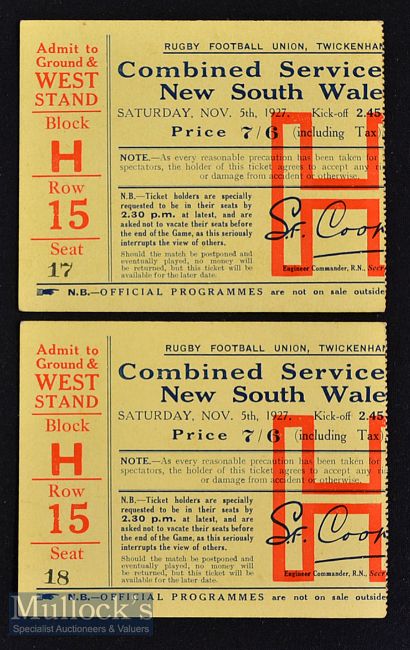 Admit to
Ground &
WEST
STAND
Block
H
Row
15
Seat
17
RUGBY FOOTBALL UNION, TWICKENHAM
Combined Service
New South Wale
SATURDAY, NOV. 5th, 1927. Kick-off 2.45
Price 7/6 (including Tax)
NOTE.—As every reasonable precaution has been taken for
spectators, the holder of this ticket agrees to accept any ri
or damage from accident or otherwise.
N.B.—Ticket holders are specially
requested to be in their seats by
2.30 p.m. at latest, and are
asked not to vacate their seats before
the end of the Game, as this seriously
interrupts the view of others.
Should the match be postponed and
eventually played, no money will
be returned, but this ticket will be
available for the later date.
Coop
Engineer Commander, R.N., Secre
N.B.—OFFICIAL PROGRAMMES are not on sale outside
Admit to
Ground &
WEST
STAND
Block
H
Row
15
Seat
18
RUGBY FOOTBALL UNION, TWICKENHAM
Combined Service
New South Wale
SATURDAY, NOV. 5th, 1927. Kick-off 2.45
Price 7/6 (including Tax)
NOTE.—As every reasonable precaution has been taken for
spectators, the holder of this ticket agrees to accept any ri
or damage from accident or otherwise.
N.B.—Ticket holders are specially
requested to be in their seats by
2.30 p.m. at latest, and are
asked not to vacate their seats before
the end of the Game, as this seriously
interrupts the view of others.
Should the match be postponed and
eventually played, no money will
be returned, but this ticket will be
available for the later date.
Coop
Engineer Commander, R.N., Secre
N.B.—OFFICIAL PROGRAMMES are not on sale outside
Mullock's
Specialist Auctioneers & Valuers